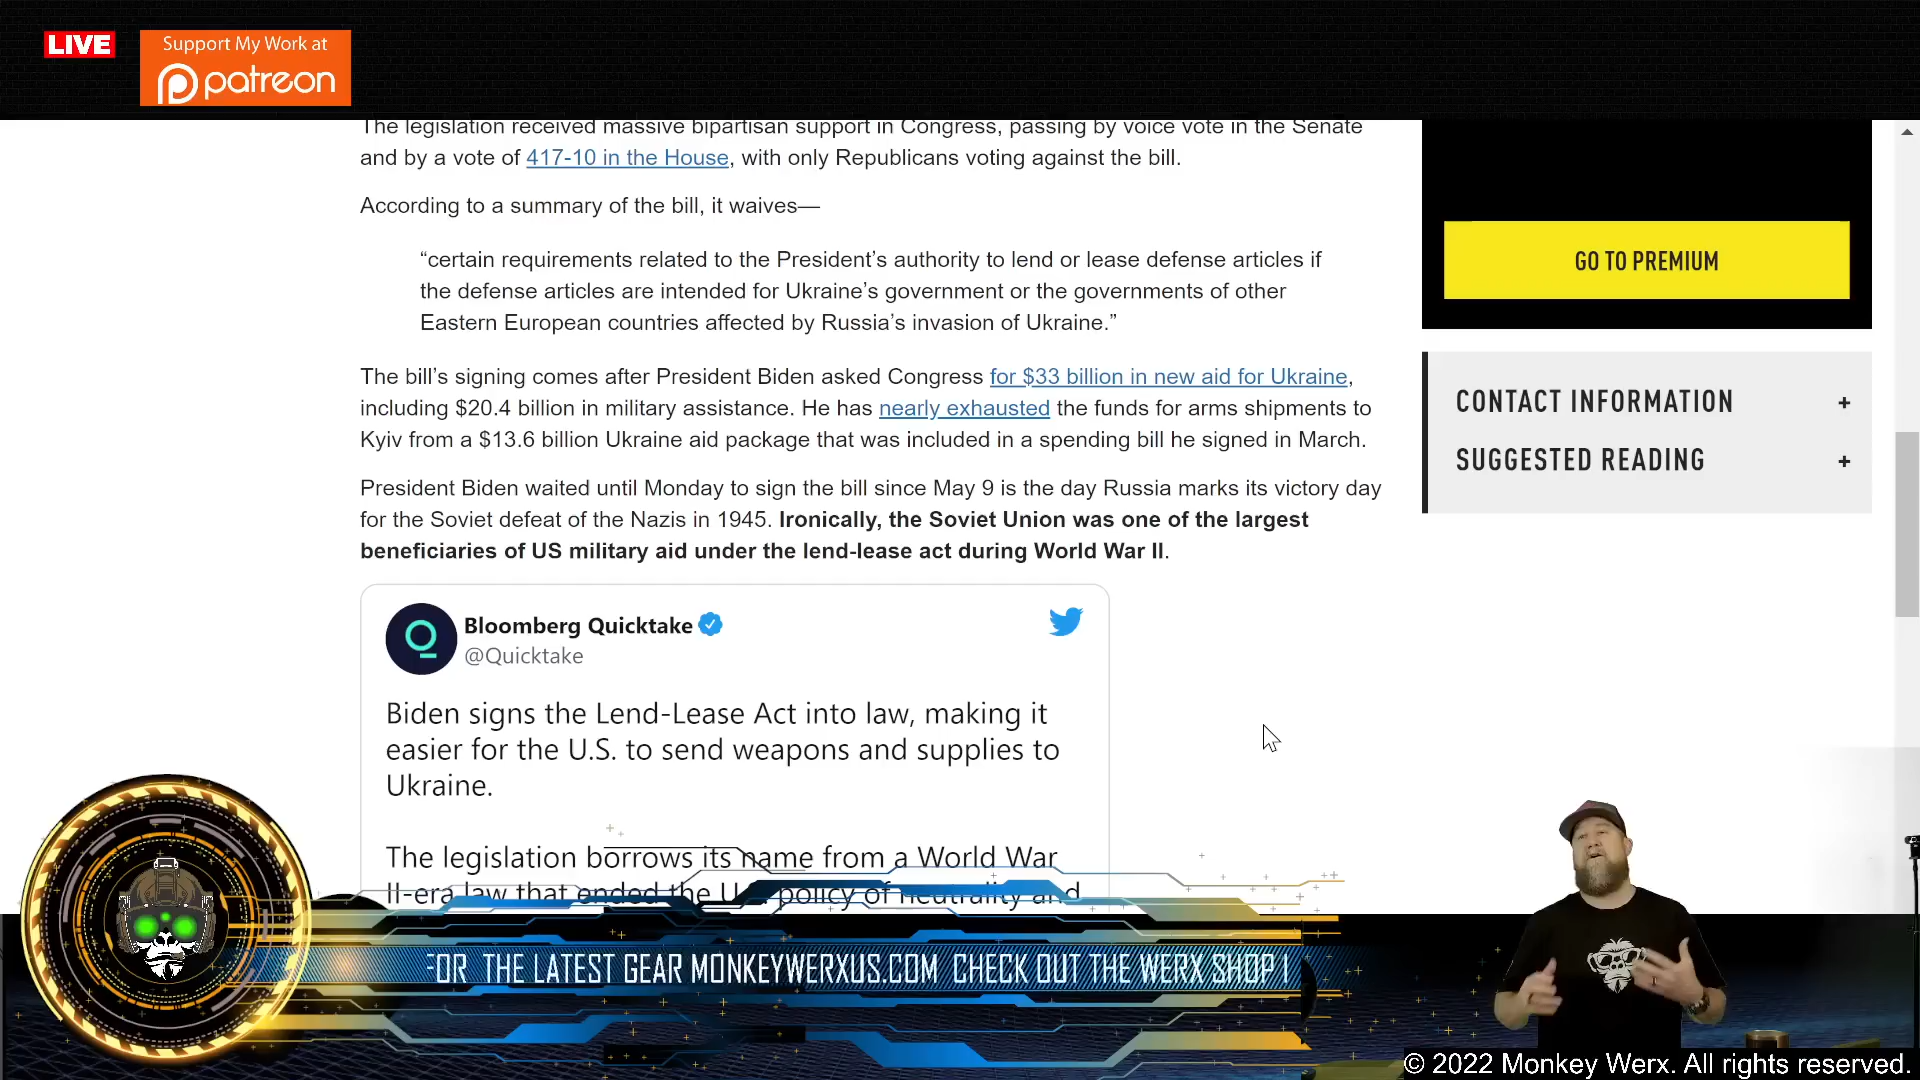 LIVE
Support My Work at
patreon
The legislation received massive bipartisan support in Congress, passing by voice vote in the Senate
and by a vote of 417-10 in the House, with only Republicans voting against the bill.
According to a summary of the bill, it waives—
“certain requirements related to the President’s authority to lend or lease defense articles if
the defense articles are intended for Ukraine’s government or the governments of other
Eastern European countries affected by Russia’s invasion of Ukraine.”
The bill’s signing comes after President Biden asked Congress for $33 billion in new aid for Ukraine,
including $20.4 billion in military assistance. He has nearly exhausted the funds for arms shipments to
Kyiv from a $13.6 billion Ukraine aid package that was included in a spending bill he signed in March.
President Biden waited until Monday to sign the bill since May 9 is the day Russia marks its victory day
for the Soviet defeat of the Nazis in 1945. Ironically, the Soviet Union was one of the largest
beneficiaries of US military aid under the lend-lease act during World War II.
GO TO PREMIUM
CONTACT INFORMATION +
SUGGESTED READING +
Bloomberg Quicktake
@Quicktake
Biden signs the Lend-Lease Act into law, making it
easier for the U.S. to send weapons and supplies to
Ukraine.
The legislation borrows its name from a World War
II-era law that ended the U.S. policy of neutrality and
OR THE LATEST GEAR MONKEYWERXUS.COM CHECK OUT THE WERX SHOP
© 2022 Monkey Werx. All rights reserved.